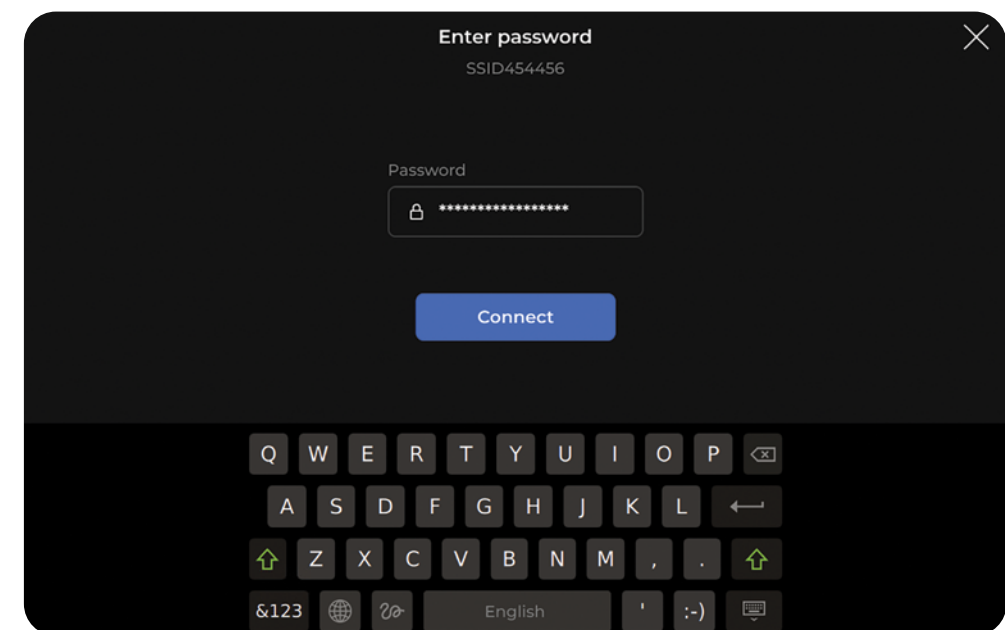 Enter password
SSID454456
Password
*****************
Connect
Q W E R T Y U I O P
A S D F G H J K L
Z X C V B N M , .
&123 English ' :-)